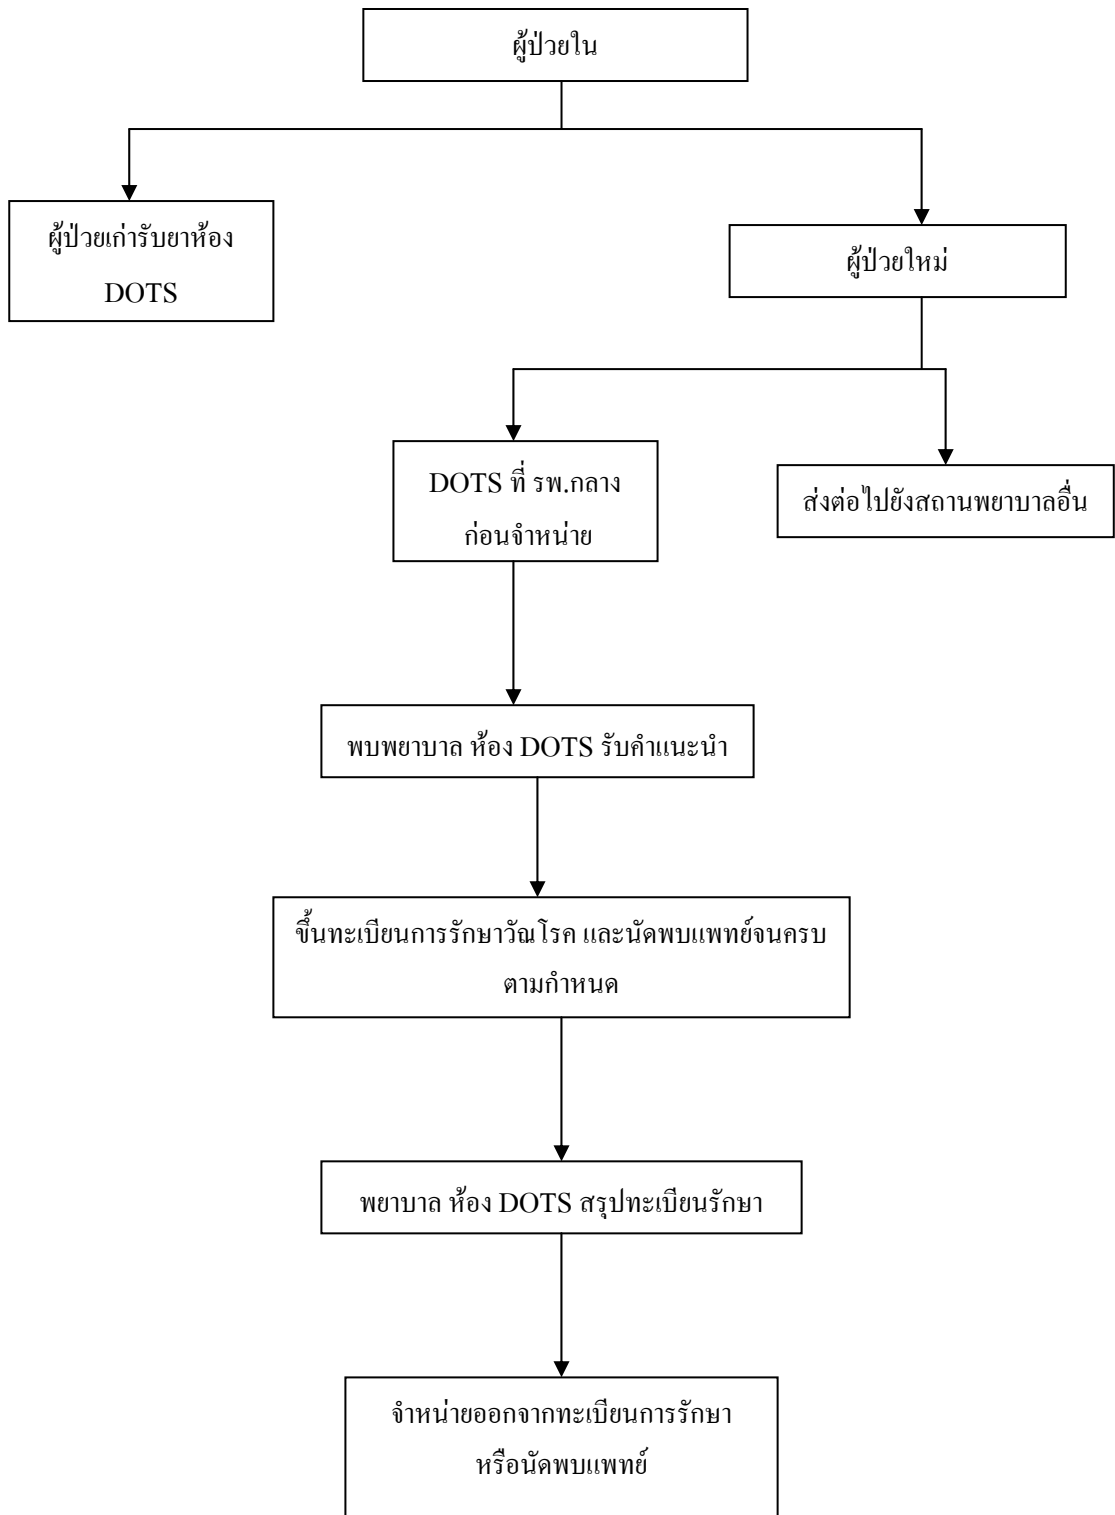 ผู้ป่วยใน
ผู้ป่วยเก่ารับยาห้อง
DOTS
ผู้ป่วยใหม่
DOTS ที่ รพ.กลาง
ก่อนจำหน่าย
ส่งต่อไปยังสถานพยาบาลอื่น
พบพยาบาล ห้อง DOTS รับคำแนะนำ
ขึ้นทะเบียนการรักษาวัณโรค และนัดพบแพทย์จนครบ
ตามกำหนด
พยาบาล ห้อง DOTS สรุปทะเบียนรักษา
จำหน่ายออกจากทะเบียนการรักษา
หรือนัดพบแพทย์